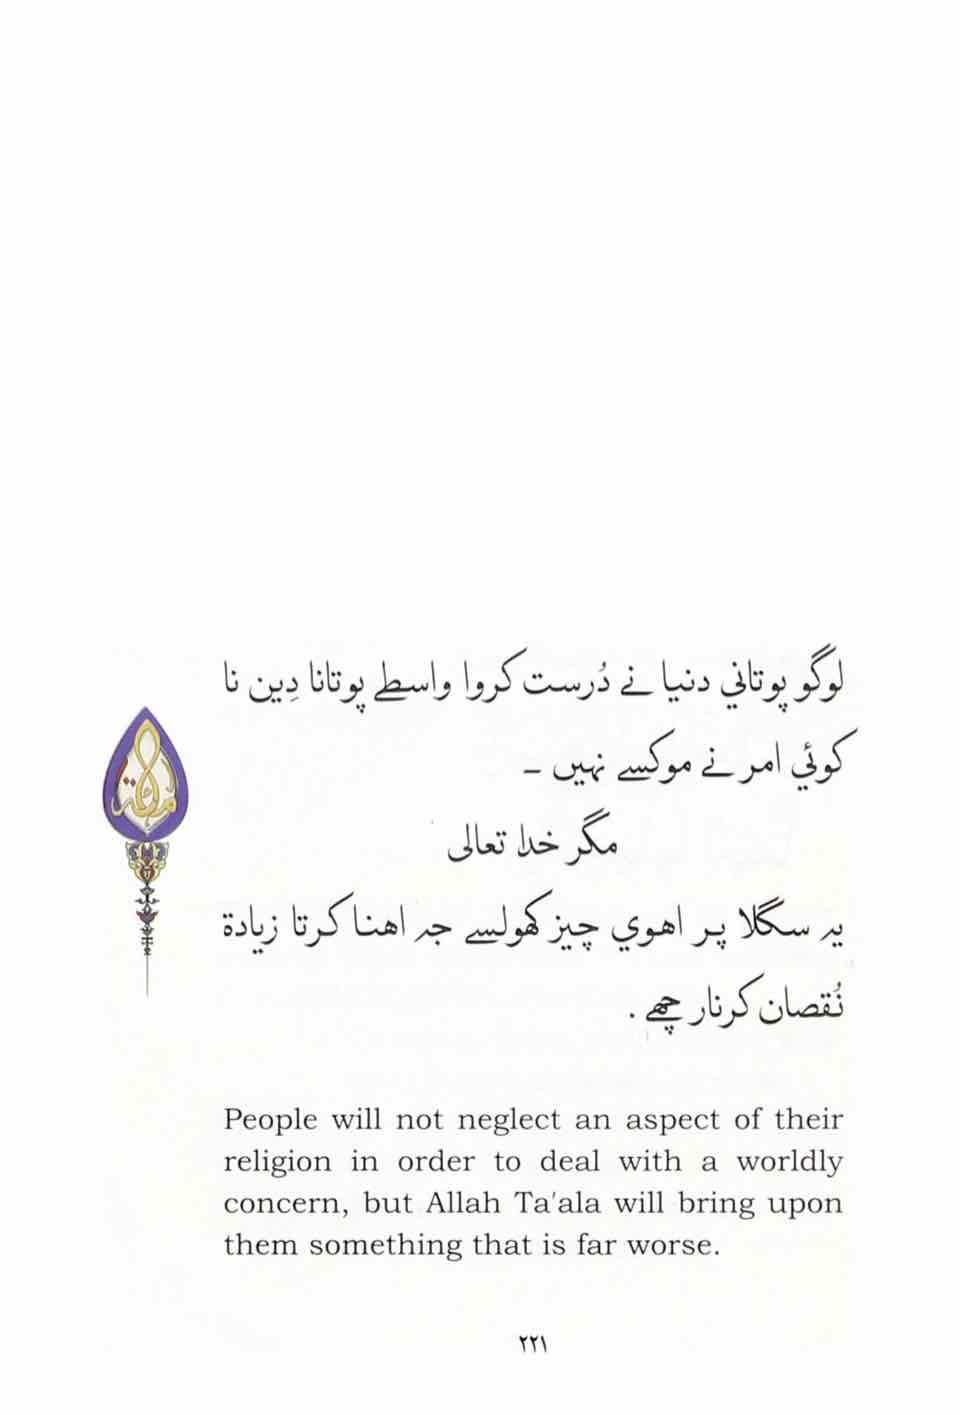 لوگو پوتاني دنيا نے دُرست كروا واسطے پوتانا دِين نا
كوئي امر نے موكسے نهيں ـ
مگر خدا تعالى
يه سگلا پر اهوي چيز كهولسے جه اهنا كرتا زيادة
نُقصان كرنار چھے .
People will not neglect an aspect of their
religion in order to deal with a worldly
concern, but Allah Ta'ala will bring upon
them something that is far worse.
٢٢١